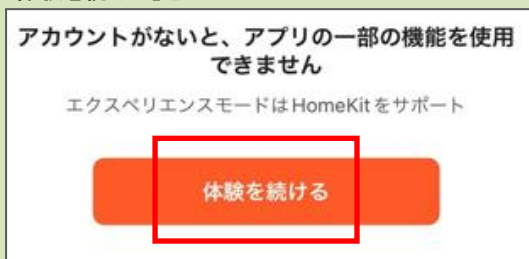 アカウントがないと、アプリの一部の機能を使用
できません
エクスペリエンスモードはHomeKitをサポート
体験を続ける